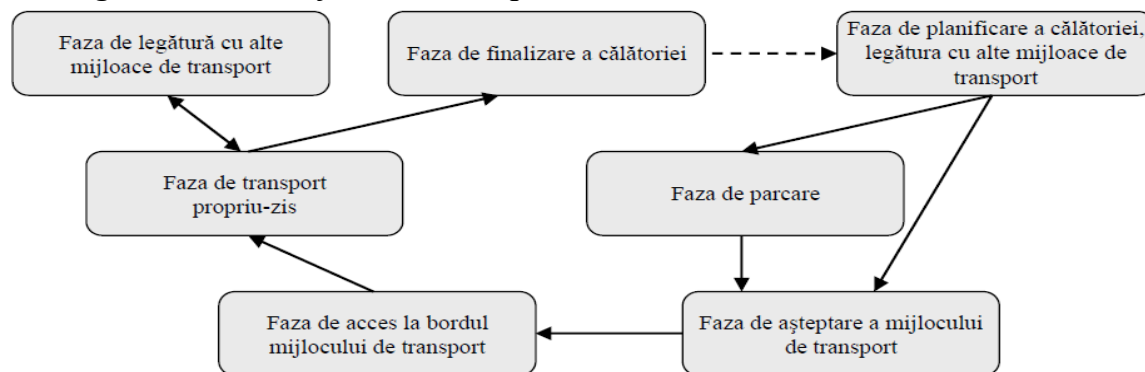 Faza de legătură cu alte
mijloace de transport
Faza de finalizare a călătoriei
Faza de planificare a călătoriei,
legătura cu alte mijloace de
transport
Faza de transport
propriu-zis
Faza de parcare
Faza de acces la bordul
mijlocului de transport
Faza de aşteptare a mijlocului
de transport